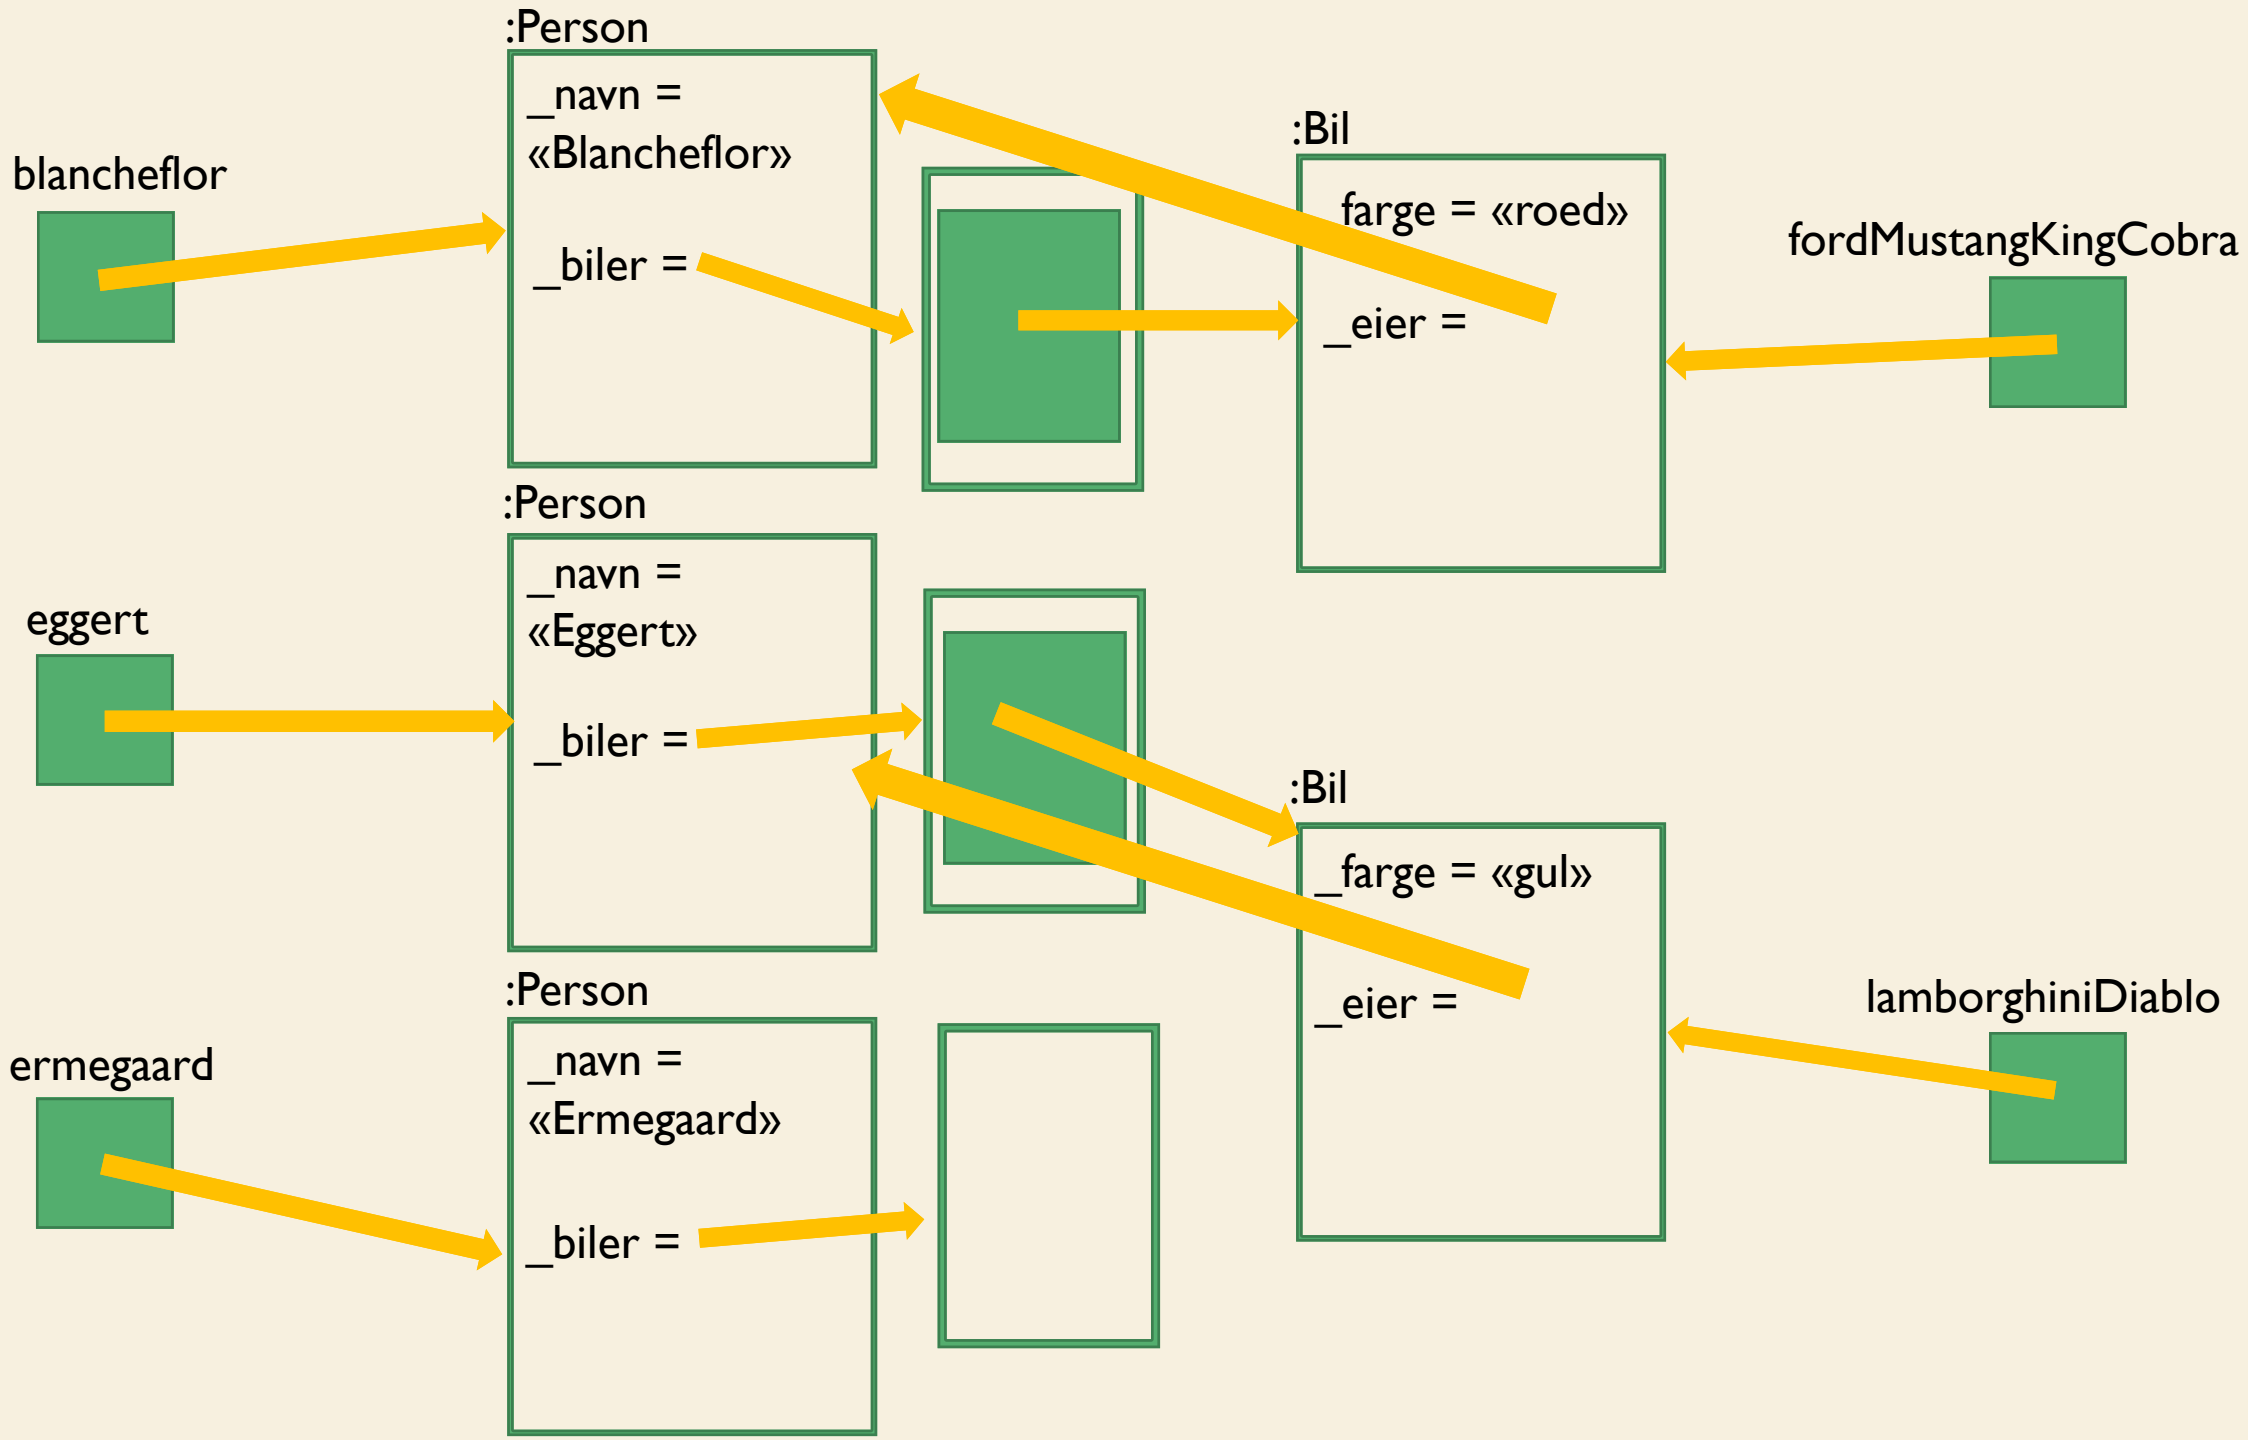 :Person
_navn =
«Blancheflor»
_biler =
blancheflor
:Bil
farge = «roed»
_eier =
fordMustangKingCobra
:Person
_navn =
«Eggert»
_biler =
eggert
:Bil
_farge = «gul»
_eier =
lamborghiniDiablo
:Person
_navn =
«Ermegaard»
_biler =
ermegaard